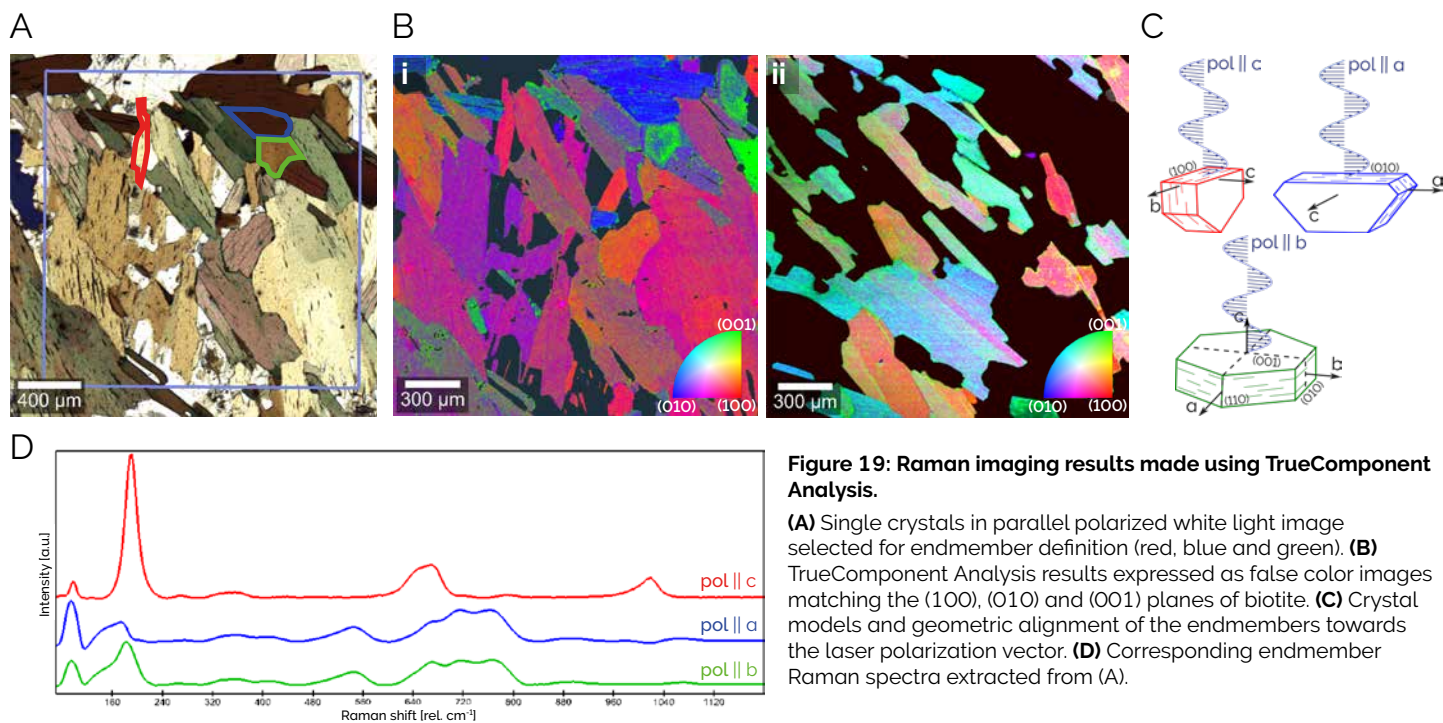 A
B
C
i
ii
pol || c
pol || a
(100)
c
b
(010)
a
c
pol || b
c
(001)
b
a
(110)
(010)
400 µm
300 µm
(001)
(010)
(100)
300 µm
(001)
(010)
(100)
D
Intensity [a.u.]
pol || c
pol || a
pol || b
160 240 320 400 480 560 640 720 800 880 960 1040 1120
Raman shift [rel. cm⁻¹]
Figure 19: Raman imaging results made using TrueComponent
Analysis.
(A) Single crystals in parallel polarized white light image
selected for endmember definition (red, blue and green). (B)
TrueComponent Analysis results expressed as false color images
matching the (100), (010) and (001) planes of biotite. (C) Crystal
models and geometric alignment of the endmembers towards
the laser polarization vector. (D) Corresponding endmember
Raman spectra extracted from (A).